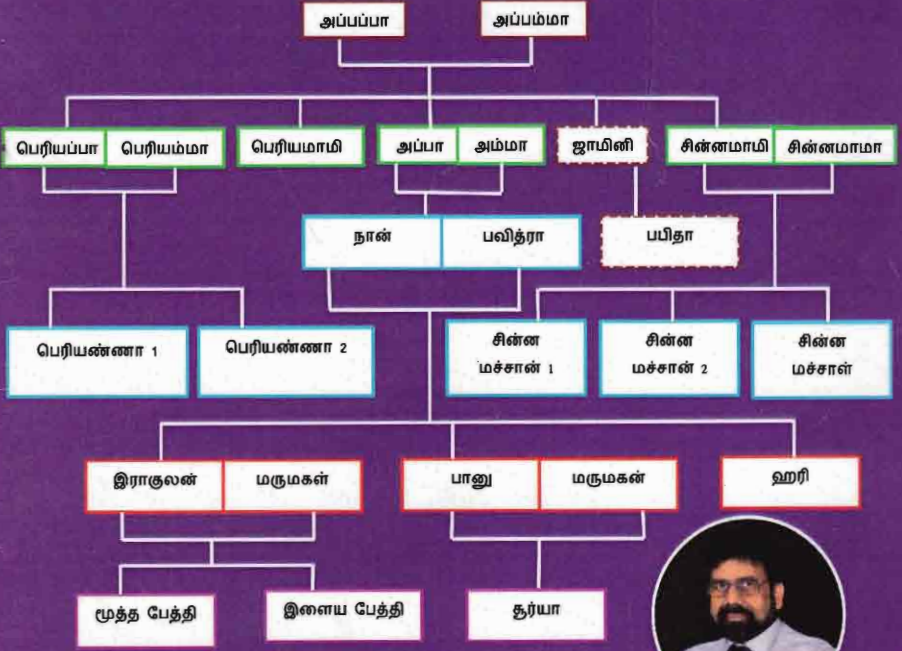 அப்பப்பா அப்பம்மா
பெரியப்பா பெரியம்மா பெரியமாமி அப்பா அம்மா ஜாமினி சின்னமாமி சின்னமாமா
நான் பவித்ரா பபிதா
பெரியண்ணா 1 பெரியண்ணா 2 சின்ன சின்ன சின்ன
மச்சான் 1 மச்சான் 2 மச்சாள்
இராகுலன் மருமகள் பானு மருமகன் ஹரி
மூத்த பேத்தி இளைய பேத்தி சூர்யா